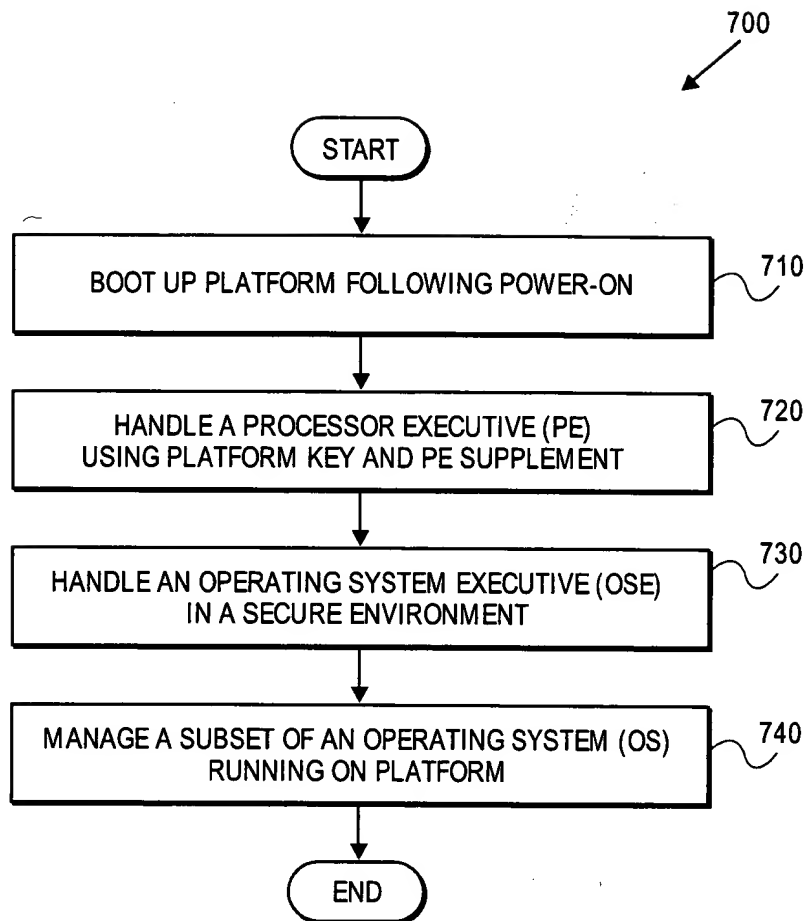 700
START
BOOT UP PLATFORM FOLLOWING POWER-ON
710
HANDLE A PROCESSOR EXECUTIVE (PE)
USING PLATFORM KEY AND PE SUPPLEMENT
720
HANDLE AN OPERATING SYSTEM EXECUTIVE (OSE)
IN A SECURE ENVIRONMENT
730
MANAGE A SUBSET OF AN OPERATING SYSTEM (OS)
RUNNING ON PLATFORM
740
END